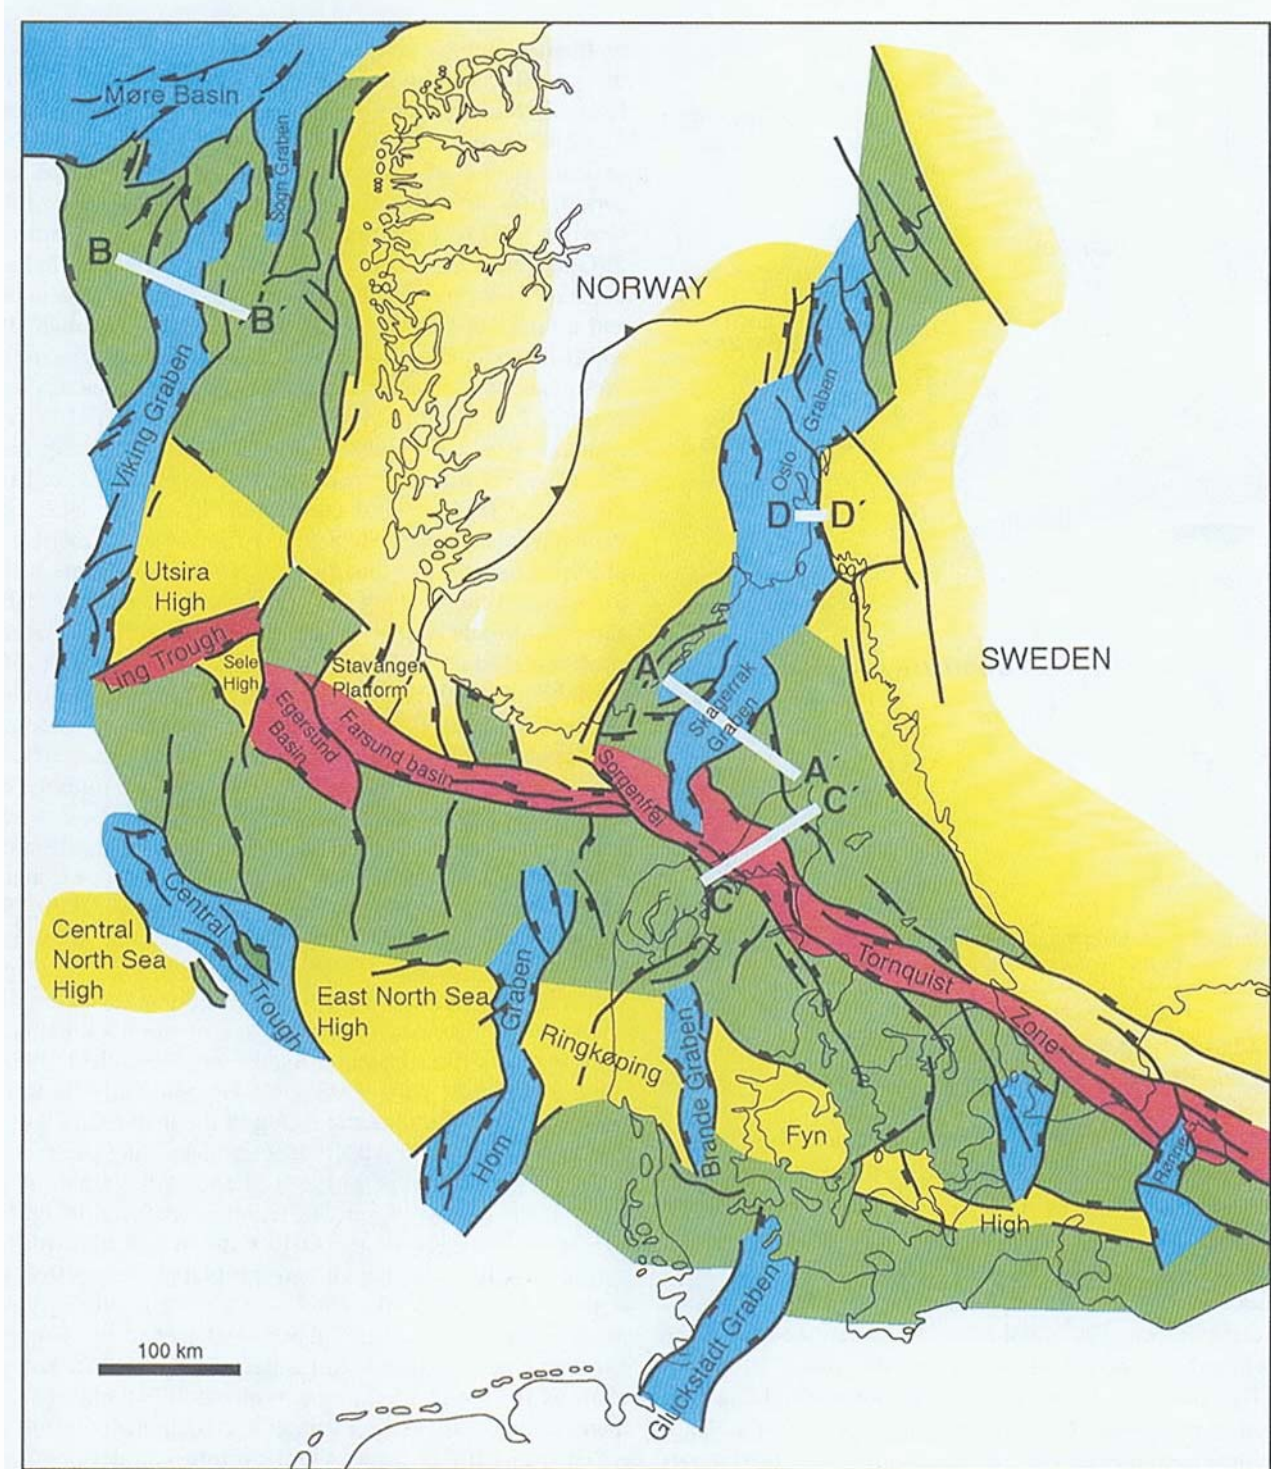 Møre Basin
Sogn Graben
B
B´
NORWAY
Viking Graben
Graben
Oslo
D
D´
Utsira
High
Ling Trough
Sele
High
Stavanger
Platform
SWEDEN
A
Skagerrak
Graben
Egersund
Basin
Farsund basin
Sorgenfrei
A´
C´
C
Central
Trough
Central
North Sea
High
Tornquist
Zone
East North Sea
High
Graben
Horn
Ringkøping
Brande Graben
Fyn
Rønne
High
Glückstadt Graben
100 km